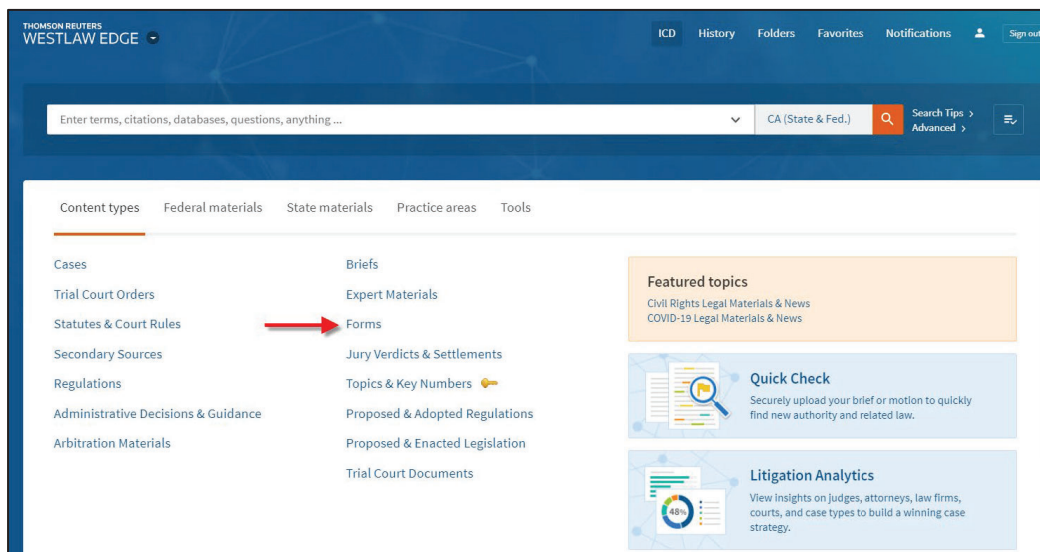 THOMSON REUTERS
WESTLAW EDGE
ICD History Folders Favorites Notifications Sign out
Enter terms, citations, databases, questions, anything ...
CA (State & Fed.)
Search Tips >
Advanced >
Content types Federal materials State materials Practice areas Tools
Cases
Trial Court Orders
Statutes & Court Rules
Secondary Sources
Regulations
Administrative Decisions & Guidance
Arbitration Materials
Briefs
Expert Materials
Forms
Jury Verdicts & Settlements
Topics & Key Numbers
Proposed & Adopted Regulations
Proposed & Enacted Legislation
Trial Court Documents
Featured topics
Civil Rights Legal Materials & News
COVID-19 Legal Materials & News
Quick Check
Securely upload your brief or motion to quickly
find new authority and related law.
Litigation Analytics
View insights on judges, attorneys, law firms,
courts, and case types to build a winning case
strategy.
48%